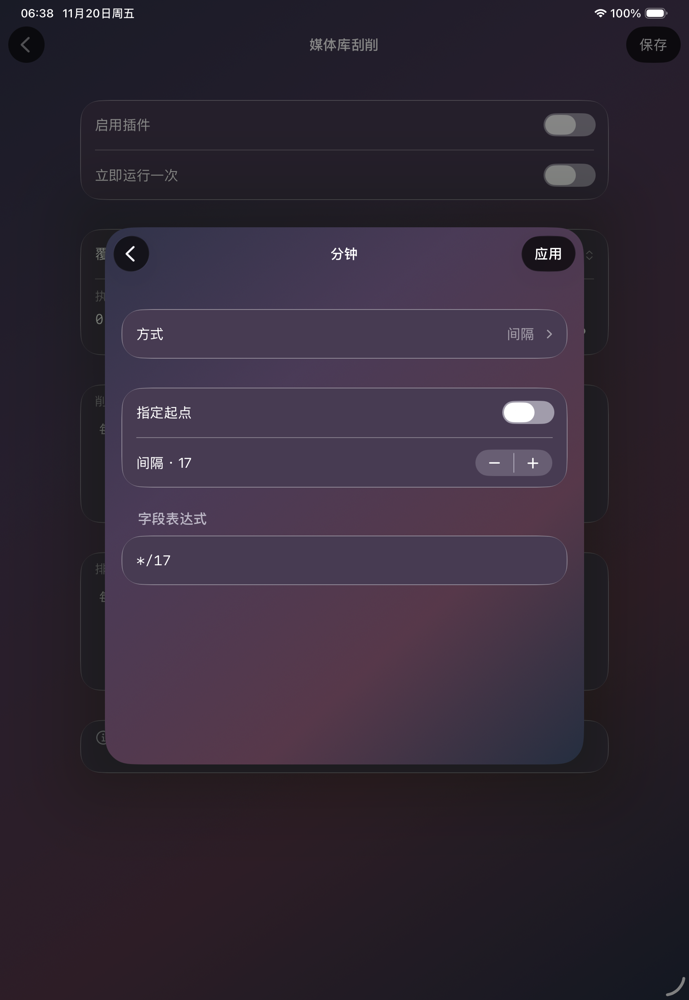 06:38 11月20日周五
100%
媒体库刮削
保存
启用插件
立即运行一次
分钟
应用
方式
间隔
指定起点
间隔 · 17
字段表达式
*/17